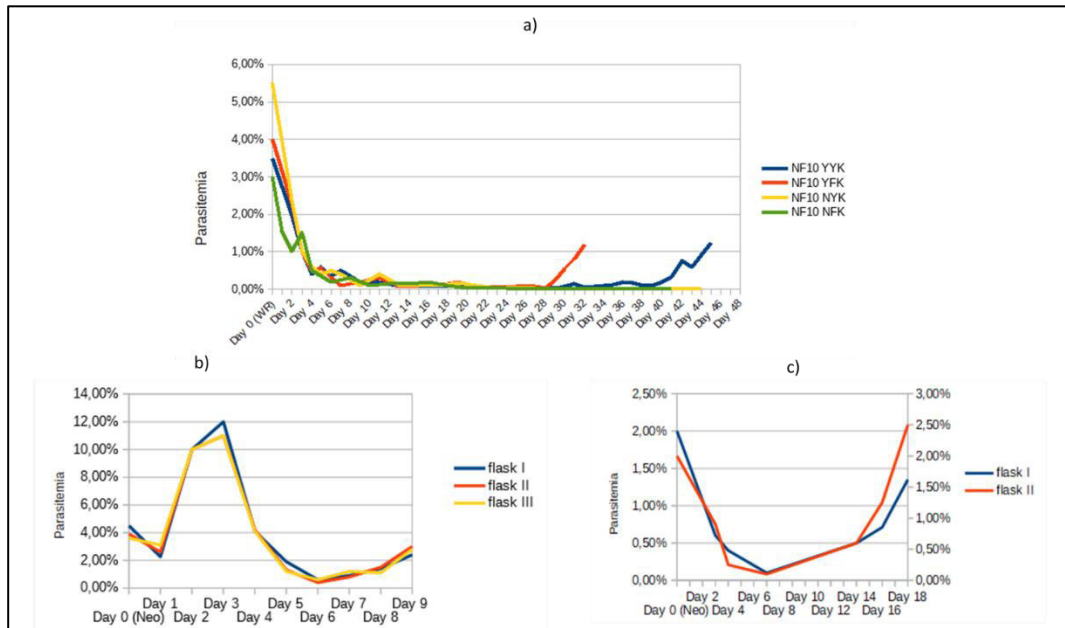 a)
6,00%
5,00%
4,00%
3,00%
2,00%
1,00%
0,00%
Parasitemia
Day 0 (WR)
Day 2
Day 4
Day 6
Day 8
Day 10
Day 12
Day 14
Day 16
Day 18
Day 20
Day 22
Day 24
Day 26
Day 28
Day 30
Day 32
Day 34
Day 36
Day 38
Day 40
Day 42
Day 44
Day 46
Day 48
NF10 YYK
NF10 YFK
NF10 NYK
NF10 NFK
b)
14,00%
12,00%
10,00%
8,00%
6,00%
4,00%
2,00%
0,00%
Parasitemia
Day 1 Day 3 Day 5 Day 7 Day 9
Day 0 (Neo) Day 2 Day 4 Day 6 Day 8
flask I
flask II
flask III
c)
2,50%
2,00%
1,50%
1,00%
0,50%
0,00%
Parasitemia
3,00%
2,50%
2,00%
1,50%
1,00%
0,50%
0,00%
Day 2 Day 6 Day 10 Day 14 Day 18
Day 0 (Neo) Day 4 Day 8 Day 12 Day 16
flask I
flask II